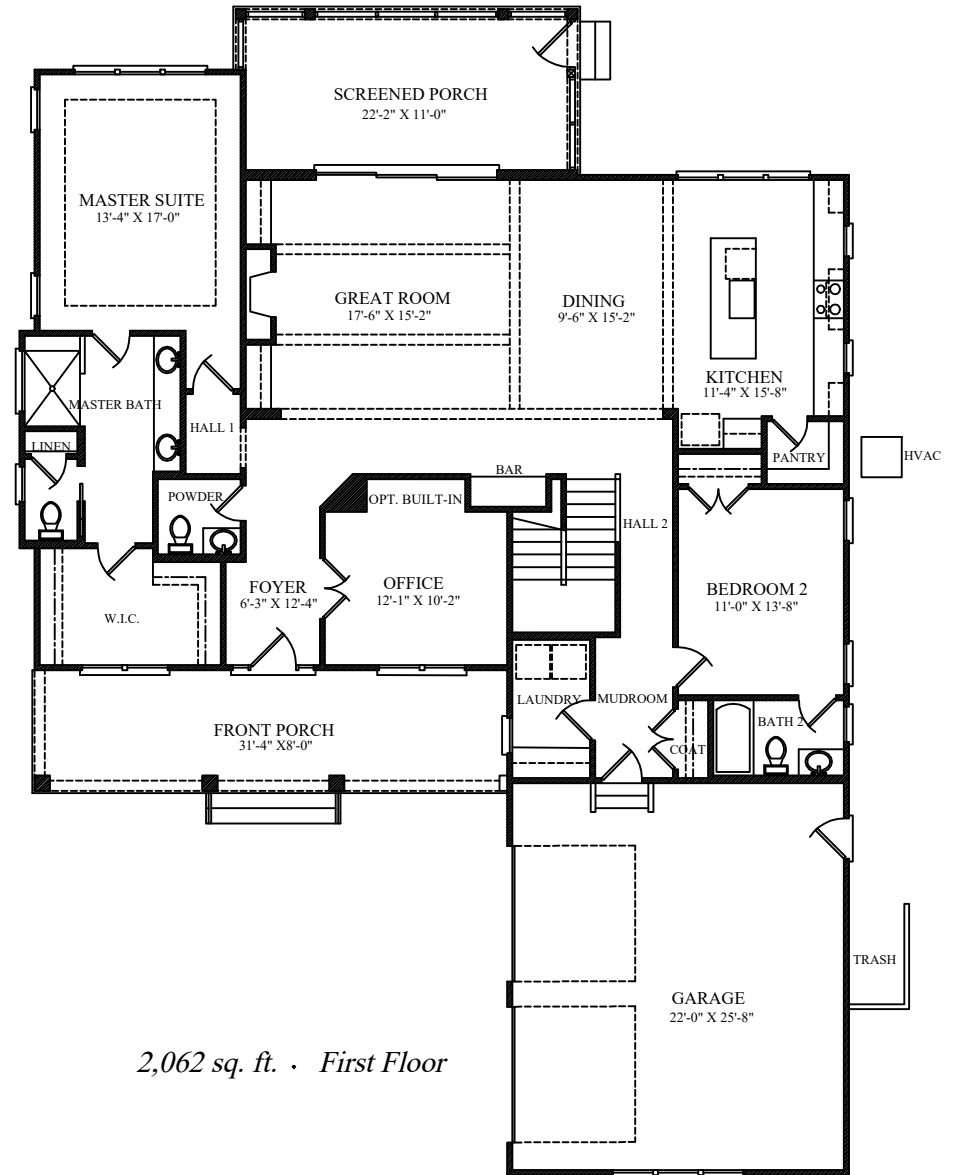 SCREENED PORCH
22'-2" X 11'-0"
MASTER SUITE
13'-4" X 17'-0"
GREAT ROOM
17'-6" X 15'-2"
DINING
9'-6" X 15'-2"
KITCHEN
11'-4" X 15'-8"
MASTER BATH
HALL 1
LINEN
PANTRY
HVAC
BAR
POWDER
OPT. BUILT-IN
HALL 2
FOYER
6'-3" X 12'-4"
OFFICE
12'-1" X 10'-2"
BEDROOM 2
11'-0" X 13'-8"
W.I.C.
LAUNDRY
MUDROOM
FRONT PORCH
31'-4" X8'-0"
COAT
BATH 2
TRASH
GARAGE
22'-0" X 25'-8"
2,062 sq. ft. · First Floor